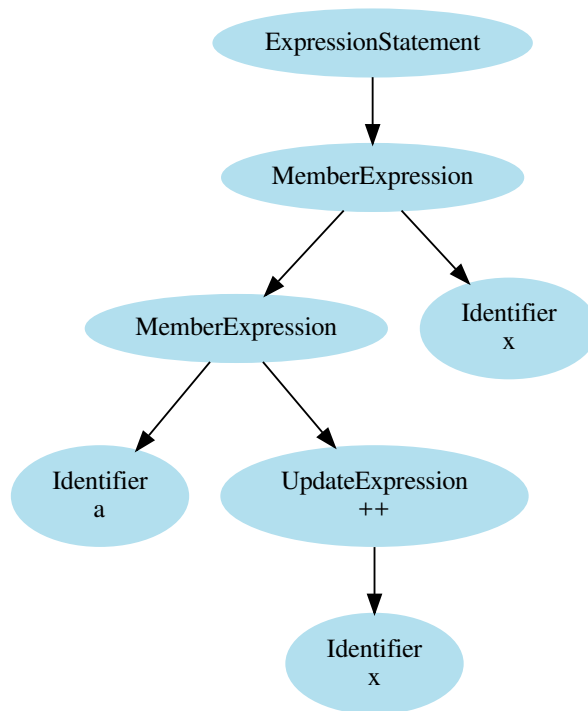 ExpressionStatement
MemberExpression
MemberExpression
Identifier
x
Identifier
a
UpdateExpression
++
Identifier
x